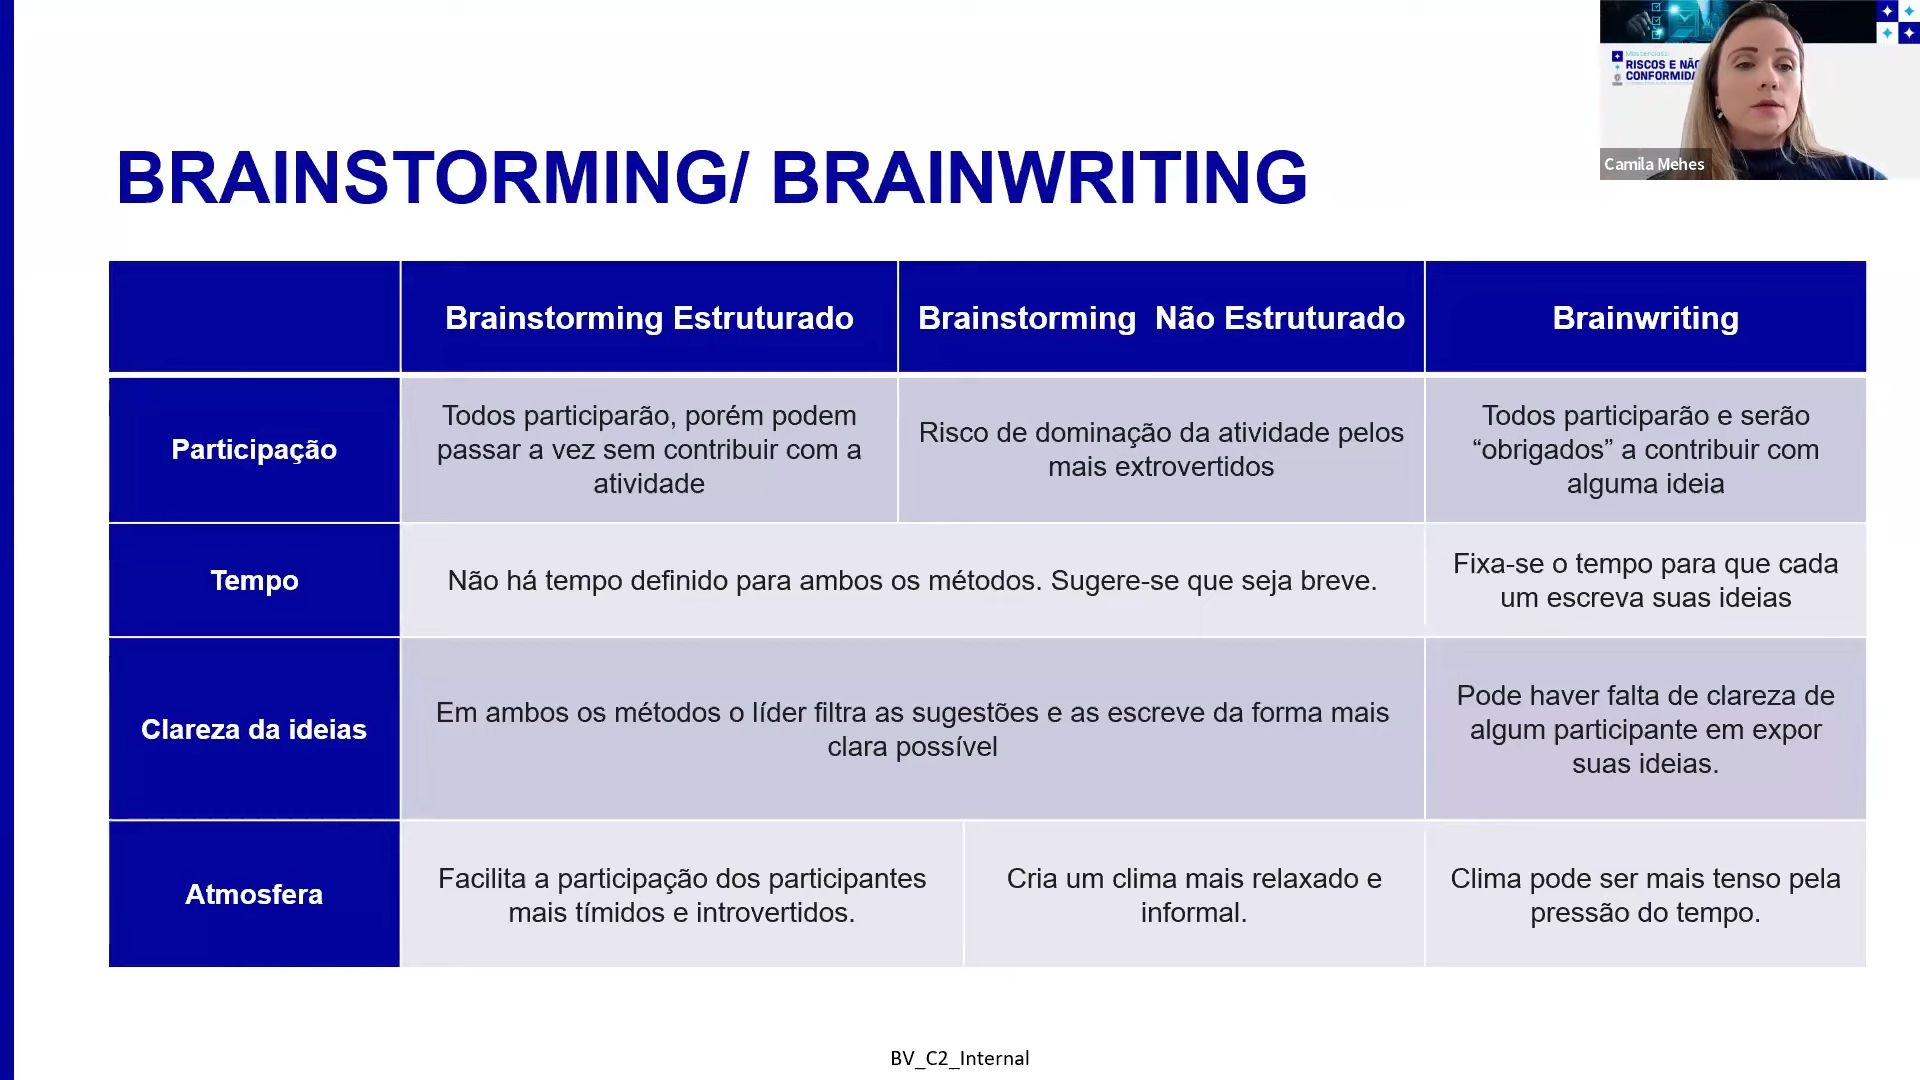 Masterclass
RISCOS E NÃO
CONFORMIDA
Camila Mehes
BRAINSTORMING/ BRAINWRITING
Brainstorming Estruturado
Brainstorming Não Estruturado
Brainwriting
Participação
Todos participarão, porém podem
passar a vez sem contribuir com a
atividade
Risco de dominação da atividade pelos
mais extrovertidos
Todos participarão e serão
“obrigados” a contribuir com
alguma ideia
Tempo
Não há tempo definido para ambos os métodos. Sugere-se que seja breve.
Fixa-se o tempo para que cada
um escreva suas ideias
Clareza da ideias
Em ambos os métodos o líder filtra as sugestões e as escreve da forma mais
clara possível
Pode haver falta de clareza de
algum participante em expor
suas ideias.
Atmosfera
Facilita a participação dos participantes
mais tímidos e introvertidos.
Cria um clima mais relaxado e
informal.
Clima pode ser mais tenso pela
pressão do tempo.
BV_C2_Internal